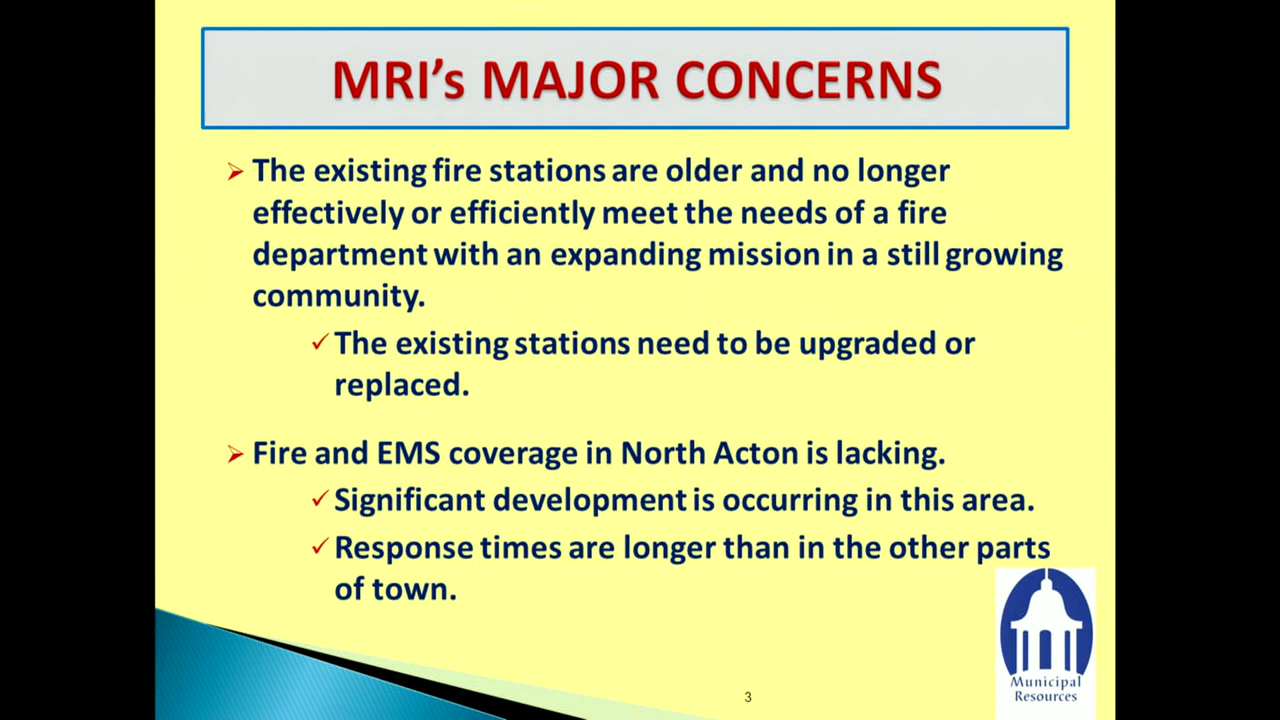 MRI's MAJOR CONCERNS
➢ The existing fire stations are older and no longer
effectively or efficiently meet the needs of a fire
department with an expanding mission in a still growing
community.
✓ The existing stations need to be upgraded or
replaced.
➢ Fire and EMS coverage in North Acton is lacking.
✓ Significant development is occurring in this area.
✓ Response times are longer than in the other parts
of town.
Municipal
Resources
3